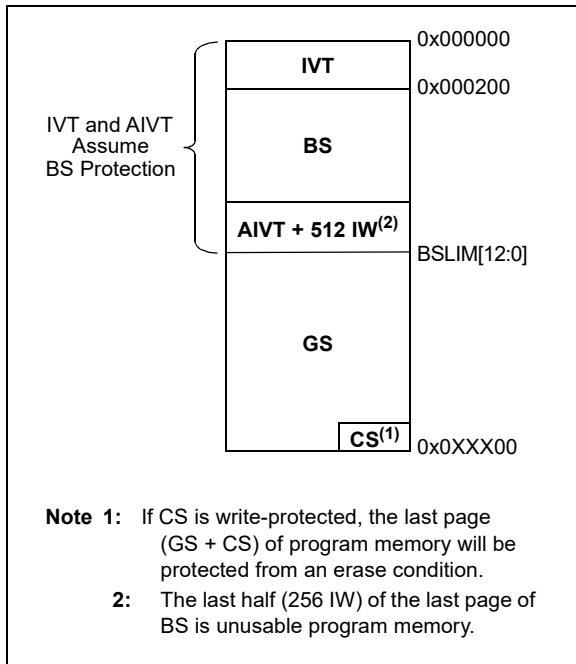 0x000000
IVT
0x000200
IVT and AIVT
Assume
BS Protection
BS
AIVT + 512 IW(2)
BSLIM[12:0]
GS
CS(1)
0x0XXX00
Note 1: If CS is write-protected, the last page
(GS + CS) of program memory will be
protected from an erase condition.
2: The last half (256 IW) of the last page of
BS is unusable program memory.